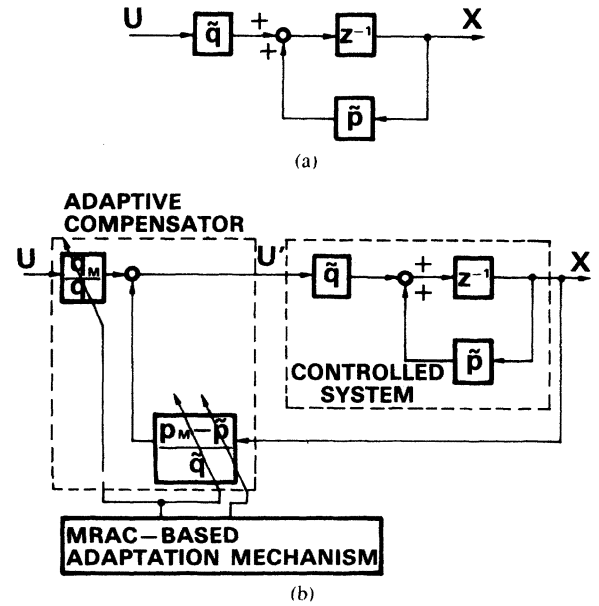 U
q̃
+
+
z⁻¹
X
p̃
(a)
ADAPTIVE
COMPENSATOR
U
q_M
q̃
U′
q̃
+
+
z⁻¹
X
p̃
CONTROLLED
SYSTEM
p_M−p̃
q̃
MRAC−BASED
ADAPTATION MECHANISM
(b)